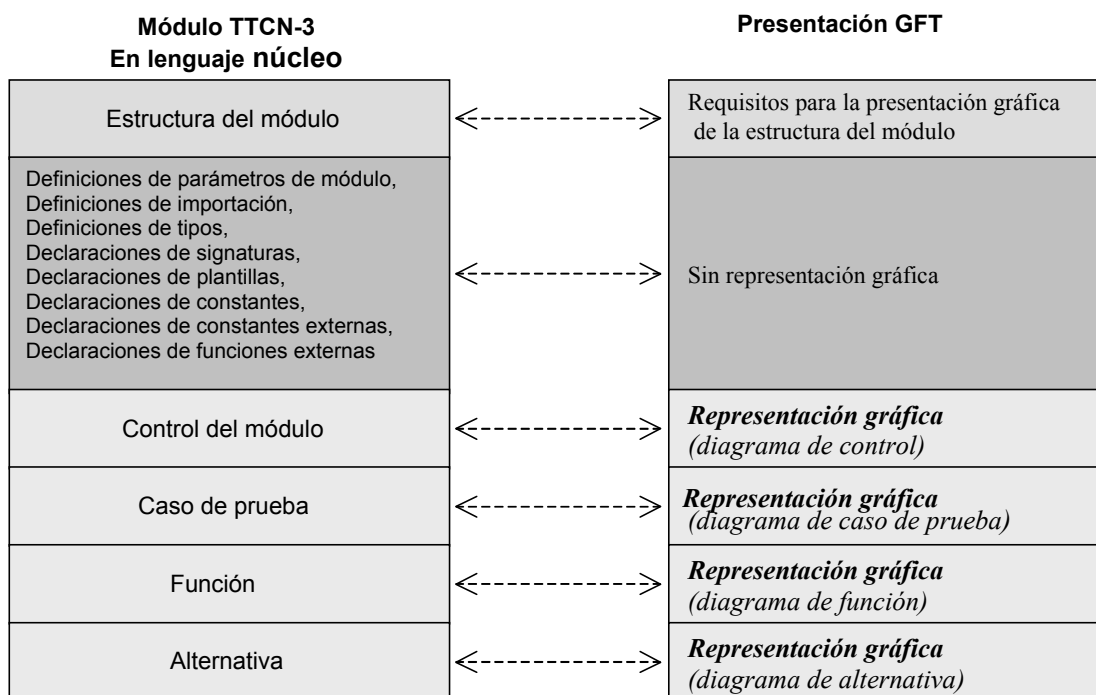 Módulo TTCN-3
En lenguaje núcleo
Presentación GFT
Estructura del módulo
Requisitos para la presentación gráfica
de la estructura del módulo
Definiciones de parámetros de módulo,
Definiciones de importación,
Definiciones de tipos,
Declaraciones de signaturas,
Declaraciones de plantillas,
Declaraciones de constantes,
Declaraciones de constantes externas,
Declaraciones de funciones externas
Sin representación gráfica
Control del módulo
Representación gráfica
(diagrama de control)
Caso de prueba
Representación gráfica
(diagrama de caso de prueba)
Función
Representación gráfica
(diagrama de función)
Alternativa
Representación gráfica
(diagrama de alternativa)